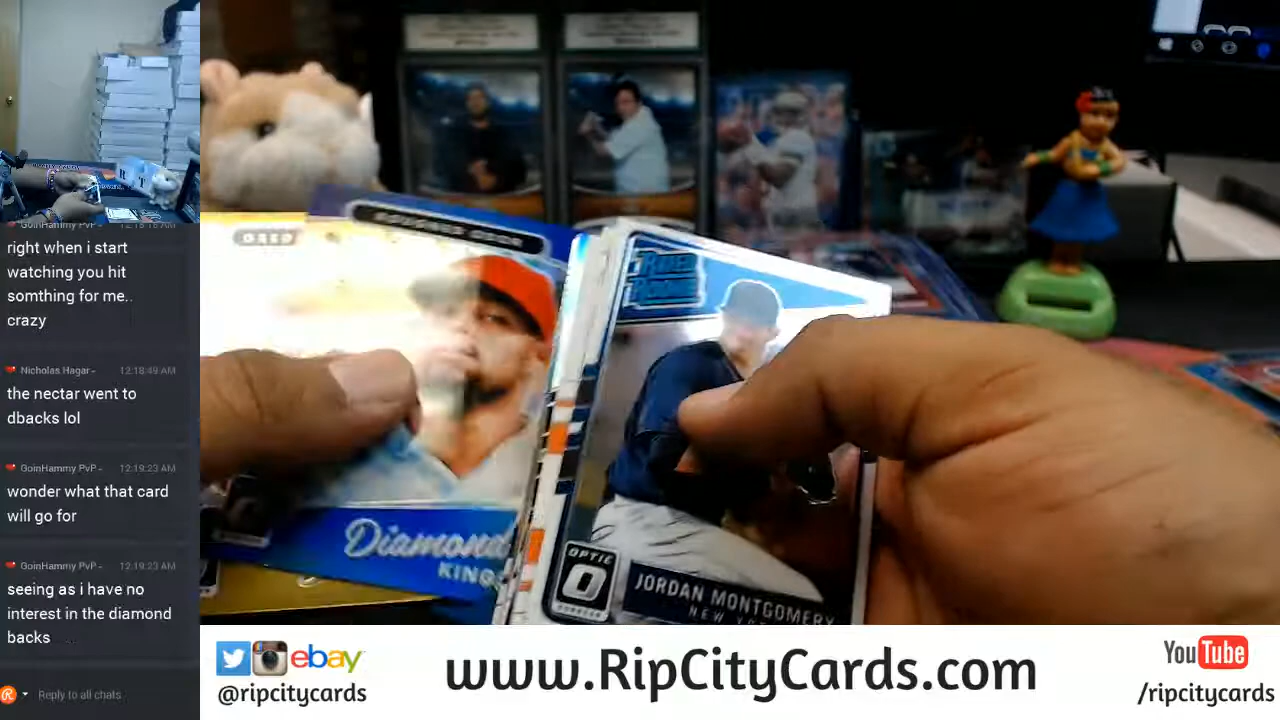 GoinHammy PvP - 12:18:18 AM
right when i start
watching you hit
somthing for me..
crazy
Nicholas Hagar - 12:18:49 AM
the nectar went to
dbacks lol
GoinHammy PvP - 12:19:23 AM
wonder what that card
will go for
GoinHammy PvP - 12:19:23 AM
seeing as i have no
interest in the diamond
backs
Reply to all chats
Diamond
KINGS
OPTIC
JORDAN MONTGOMERY
NEW YO
ebay
@ripcitycards
www.RipCityCards.com
YouTube
/ripcitycards